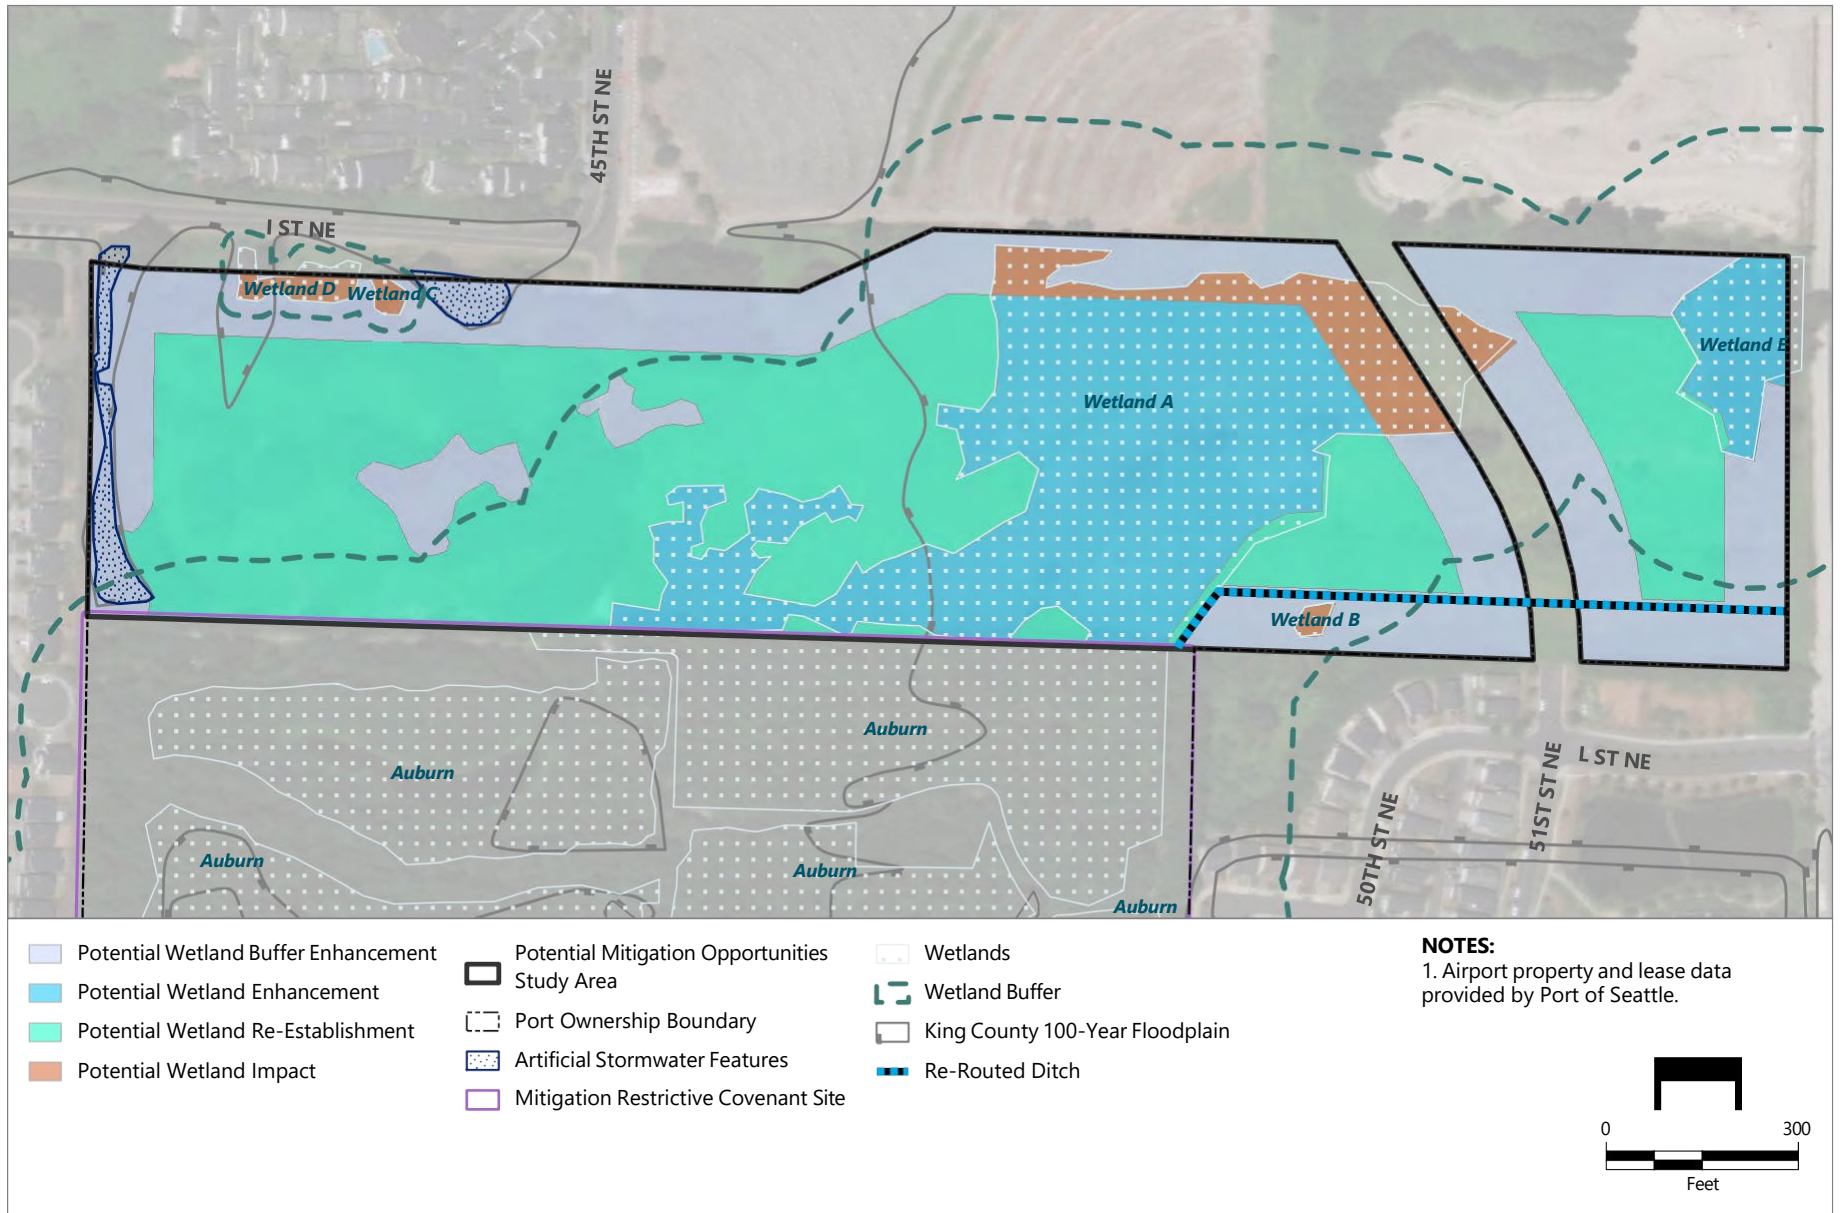 45TH ST NE
I ST NE
Wetland D
Wetland C
Wetland E
Wetland A
Wetland B
Auburn
Auburn
Auburn
Auburn
Auburn
L ST NE
51ST ST NE
50TH ST NE
Potential Wetland Buffer Enhancement
Potential Wetland Enhancement
Potential Wetland Re-Establishment
Potential Wetland Impact
Potential Mitigation Opportunities
Study Area
Port Ownership Boundary
Artificial Stormwater Features
Mitigation Restrictive Covenant Site
Wetlands
Wetland Buffer
King County 100-Year Floodplain
Re-Routed Ditch
NOTES:
1. Airport property and lease data
provided by Port of Seattle.
0 300
Feet